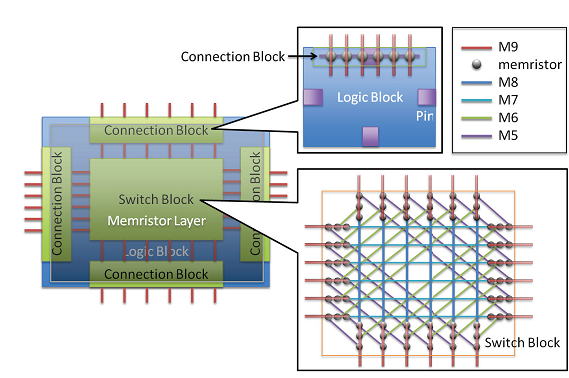 Connection Block
Logic Block
Pin
M9
memristor
M8
M7
M6
M5
Connection Block
Connection Block
Connection Block
Switch Block
Memristor Layer
Logic Block
Connection Block
Switch Block